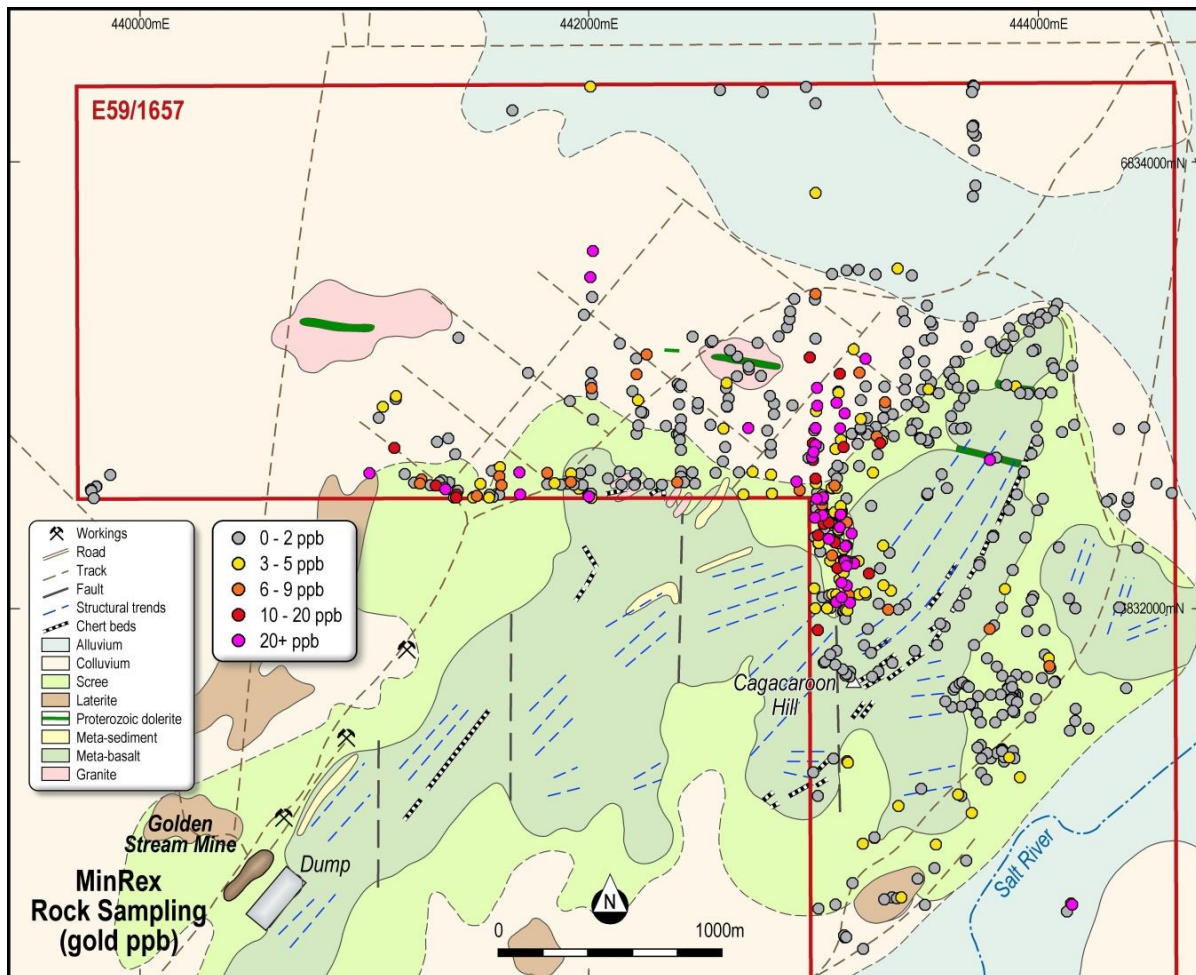 440000mE
442000mE
444000mE
E59/1657
6834000mN
Workings
Road
Track
Fault
Structural trends
Chert beds
Alluvium
Colluvium
Scree
Laterite
Proterozoic dolerite
Meta-sediment
Meta-basalt
Granite
0 - 2 ppb
3 - 5 ppb
6 - 9 ppb
10 - 20 ppb
20+ ppb
832000mN
Cagacaroon
Hill
Golden
Stream Mine
Dump
MinRex
Rock Sampling
(gold ppb)
N
0
1000m
Salt River